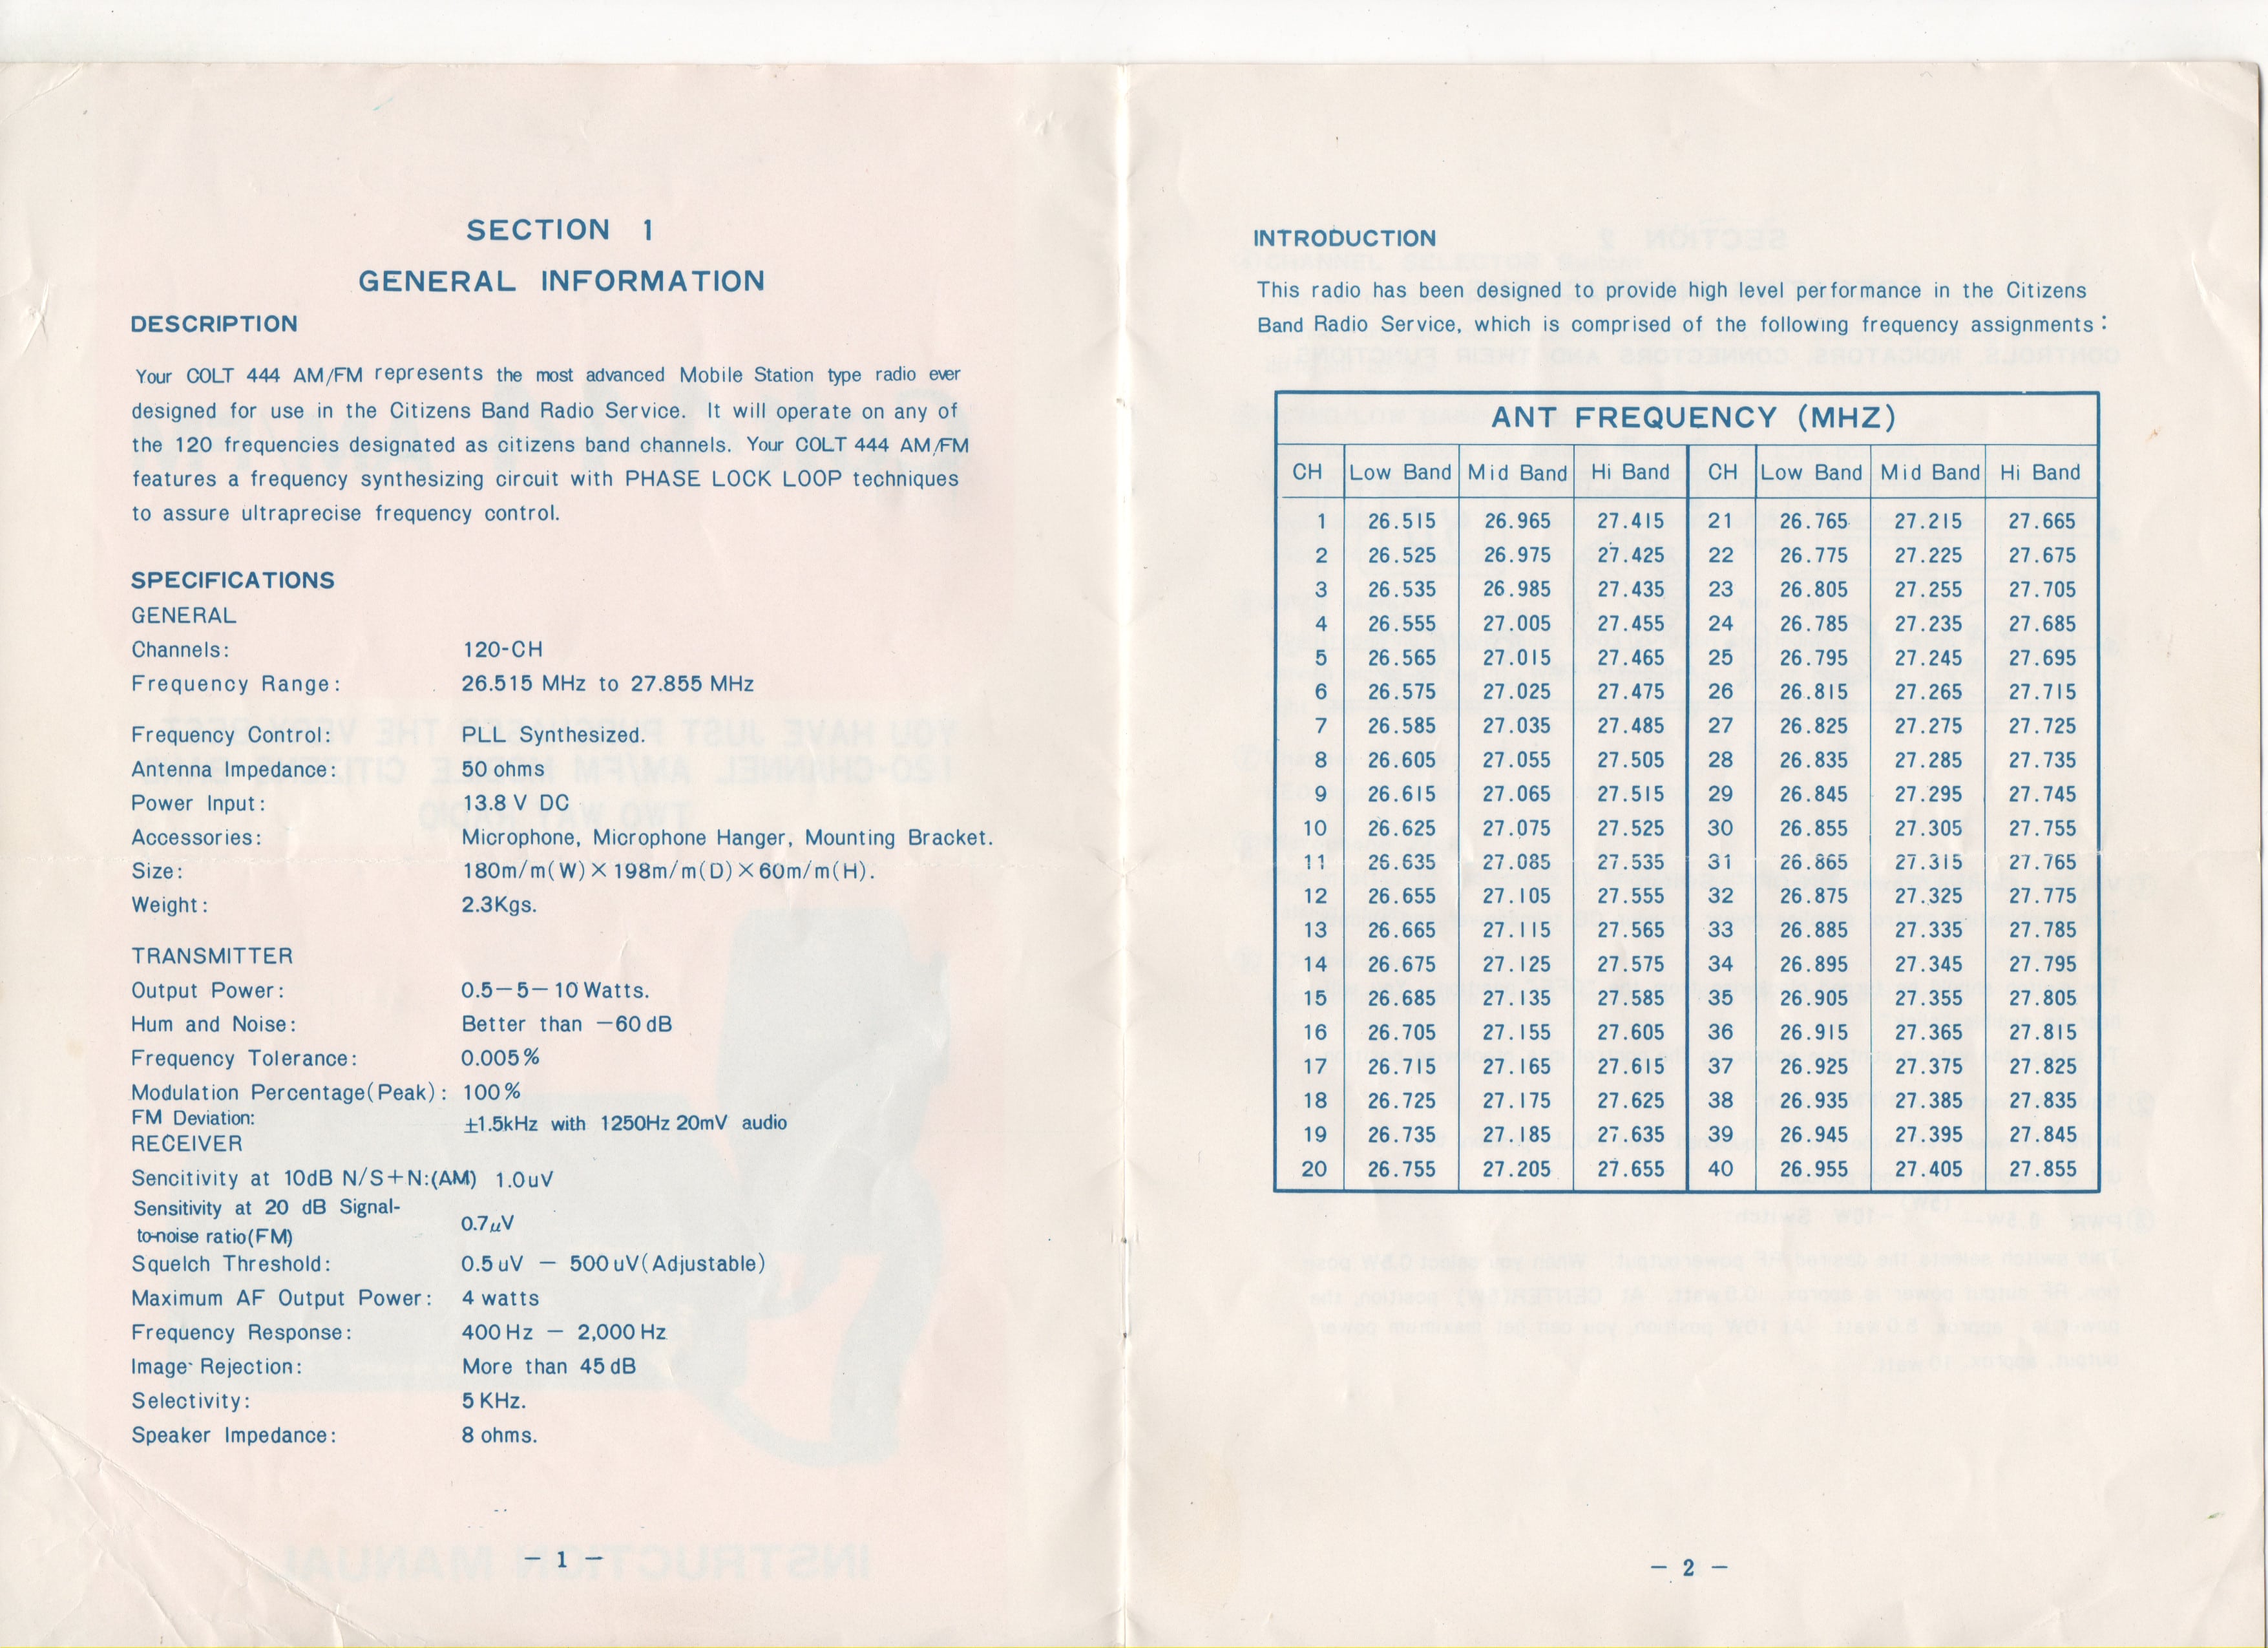 SECTION 1
GENERAL INFORMATION
DESCRIPTION
Your COLT 444 AM/FM represents the most advanced Mobile Station type radio ever
designed for use in the Citizens Band Radio Service. It will operate on any of
the 120 frequencies designated as citizens band channels. Your COLT 444 AM/FM
features a frequency synthesizing circuit with PHASE LOCK LOOP techniques
to assure ultraprecise frequency control.
SPECIFICATIONS
GENERAL
Channels: 120-CH
Frequency Range: 26.515 MHz to 27.855 MHz
Frequency Control: PLL Synthesized.
Antenna Impedance: 50 ohms
Power Input: 13.8 V DC
Accessories: Microphone, Microphone Hanger, Mounting Bracket.
Size: 180m/m(W)×198m/m(D)×60m/m(H).
Weight: 2.3Kgs.
TRANSMITTER
Output Power: 0.5—5—10 Watts.
Hum and Noise: Better than —60 dB
Frequency Tolerance: 0.005%
Modulation Percentage(Peak): 100%
FM Deviation: ±1.5kHz with 1250Hz 20mV audio
RECEIVER
Sencitivity at 10dB N/S+N:(AM) 1.0uV
Sensitivity at 20 dB Signal-
to-noise ratio(FM) 0.7μV
Squelch Threshold: 0.5uV — 500uV(Adjustable)
Maximum AF Output Power: 4 watts
Frequency Response: 400Hz — 2,000Hz
Image Rejection: More than 45dB
Selectivity: 5 KHz.
Speaker Impedance: 8 ohms.
— 1 —
INTRODUCTION
This radio has been designed to provide high level performance in the Citizens
Band Radio Service, which is comprised of the following frequency assignments:
ANT FREQUENCY (MHZ)
CH Low Band Mid Band Hi Band CH Low Band Mid Band Hi Band
1 26.515 26.965 27.415 21 26.765 27.215 27.665
2 26.525 26.975 27.425 22 26.775 27.225 27.675
3 26.535 26.985 27.435 23 26.805 27.255 27.705
4 26.555 27.005 27.455 24 26.785 27.235 27.685
5 26.565 27.015 27.465 25 26.795 27.245 27.695
6 26.575 27.025 27.475 26 26.815 27.265 27.715
7 26.585 27.035 27.485 27 26.825 27.275 27.725
8 26.605 27.055 27.505 28 26.835 27.285 27.735
9 26.615 27.065 27.515 29 26.845 27.295 27.745
10 26.625 27.075 27.525 30 26.855 27.305 27.755
11 26.635 27.085 27.535 31 26.865 27.315 27.765
12 26.655 27.105 27.555 32 26.875 27.325 27.775
13 26.665 27.115 27.565 33 26.885 27.335 27.785
14 26.675 27.125 27.575 34 26.895 27.345 27.795
15 26.685 27.135 27.585 35 26.905 27.355 27.805
16 26.705 27.155 27.605 36 26.915 27.365 27.815
17 26.715 27.165 27.615 37 26.925 27.375 27.825
18 26.725 27.175 27.625 38 26.935 27.385 27.835
19 26.735 27.185 27.635 39 26.945 27.395 27.845
20 26.755 27.205 27.655 40 26.955 27.405 27.855
— 2 —